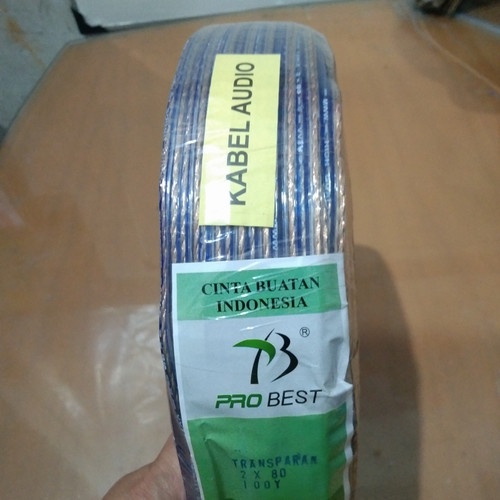 KABEL AUDIO
CINTA BUATAN
INDONESIA
®
PRO BEST
TRANSPARAN
2 X 80
100Y